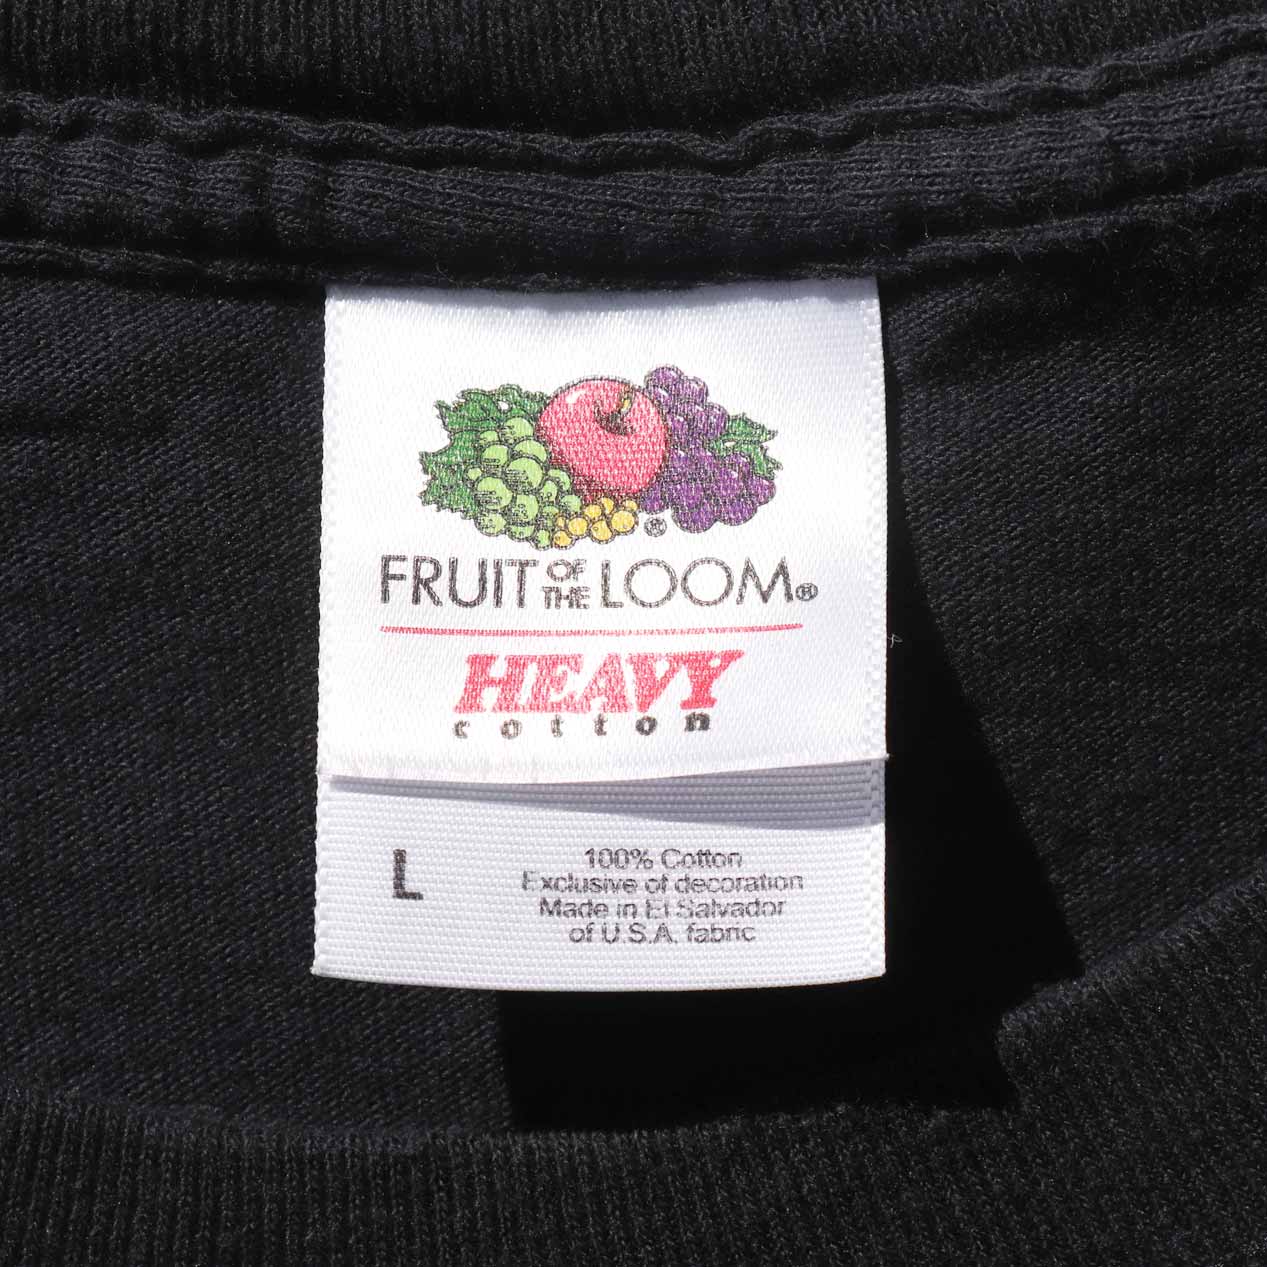 ®
FRUIT OF THE LOOM®
HEAVY
cotton
L
100% Cotton
Exclusive of decoration
Made in El Salvador
of U.S.A. fabric